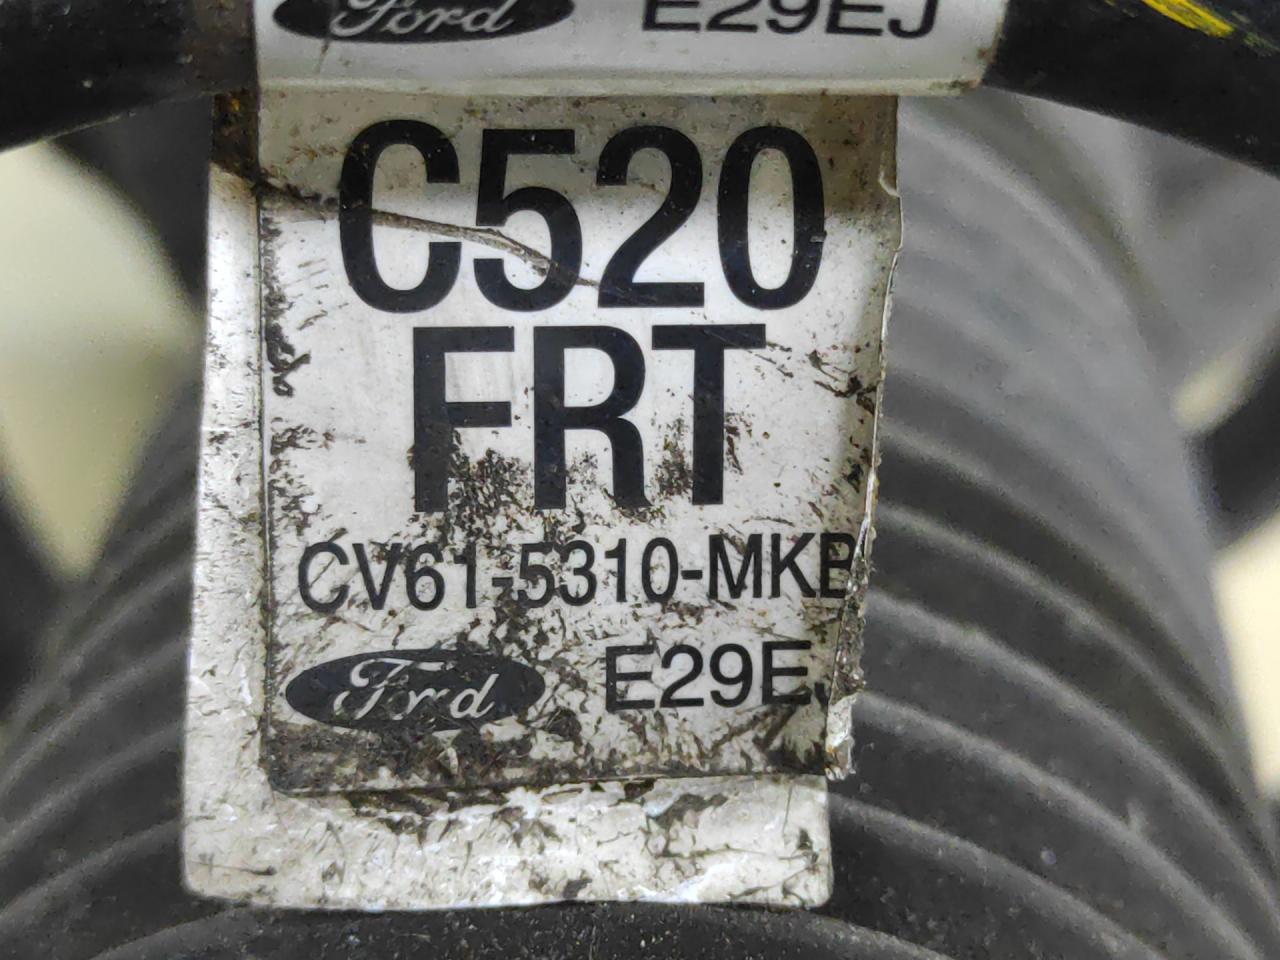 Ford E29EJ
C520
FRT
CV61-5310-MKB
Ford E29EJ